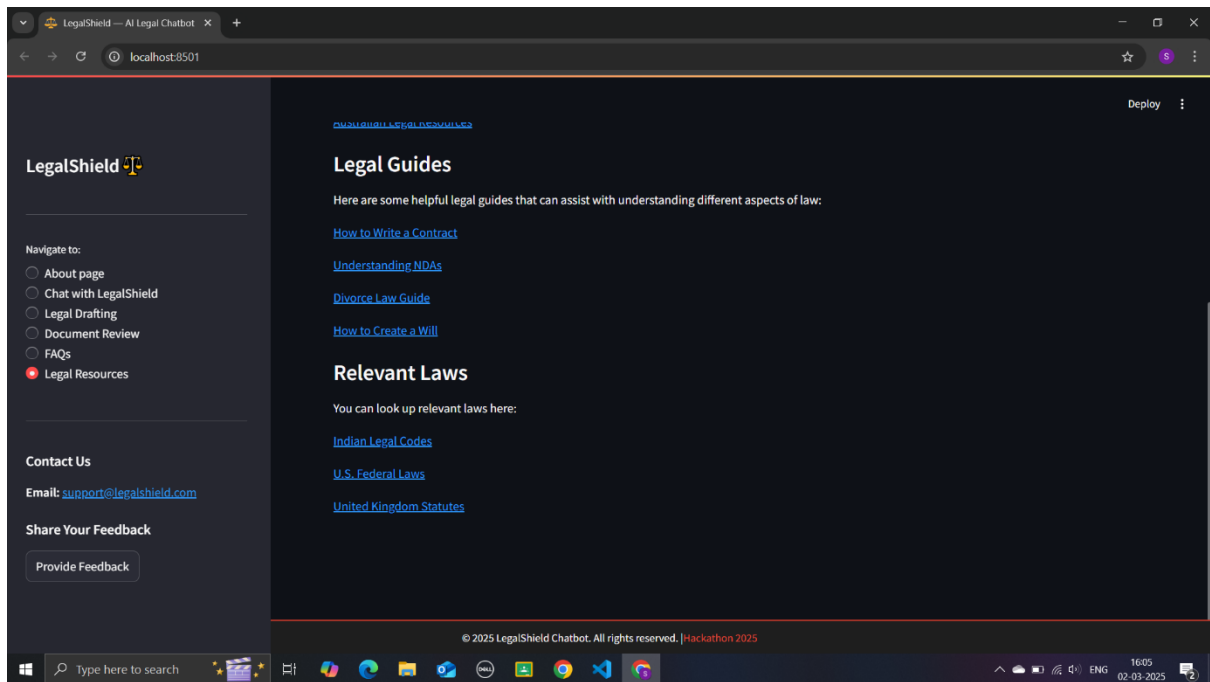 LegalShield — AI Legal Chatbot
localhost:8501
S
Deploy
Australian Legal Resources
LegalShield
Legal Guides
Here are some helpful legal guides that can assist with understanding different aspects of law:
How to Write a Contract
Understanding NDAs
Divorce Law Guide
How to Create a Will
Relevant Laws
You can look up relevant laws here:
Indian Legal Codes
U.S. Federal Laws
United Kingdom Statutes
Navigate to:
About page
Chat with LegalShield
Legal Drafting
Document Review
FAQs
Legal Resources
Contact Us
Email: support@legalshield.com
Share Your Feedback
Provide Feedback
© 2025 LegalShield Chatbot. All rights reserved. |Hackathon 2025
Type here to search
DELL
S
ENG
16:05
02-03-2025
2